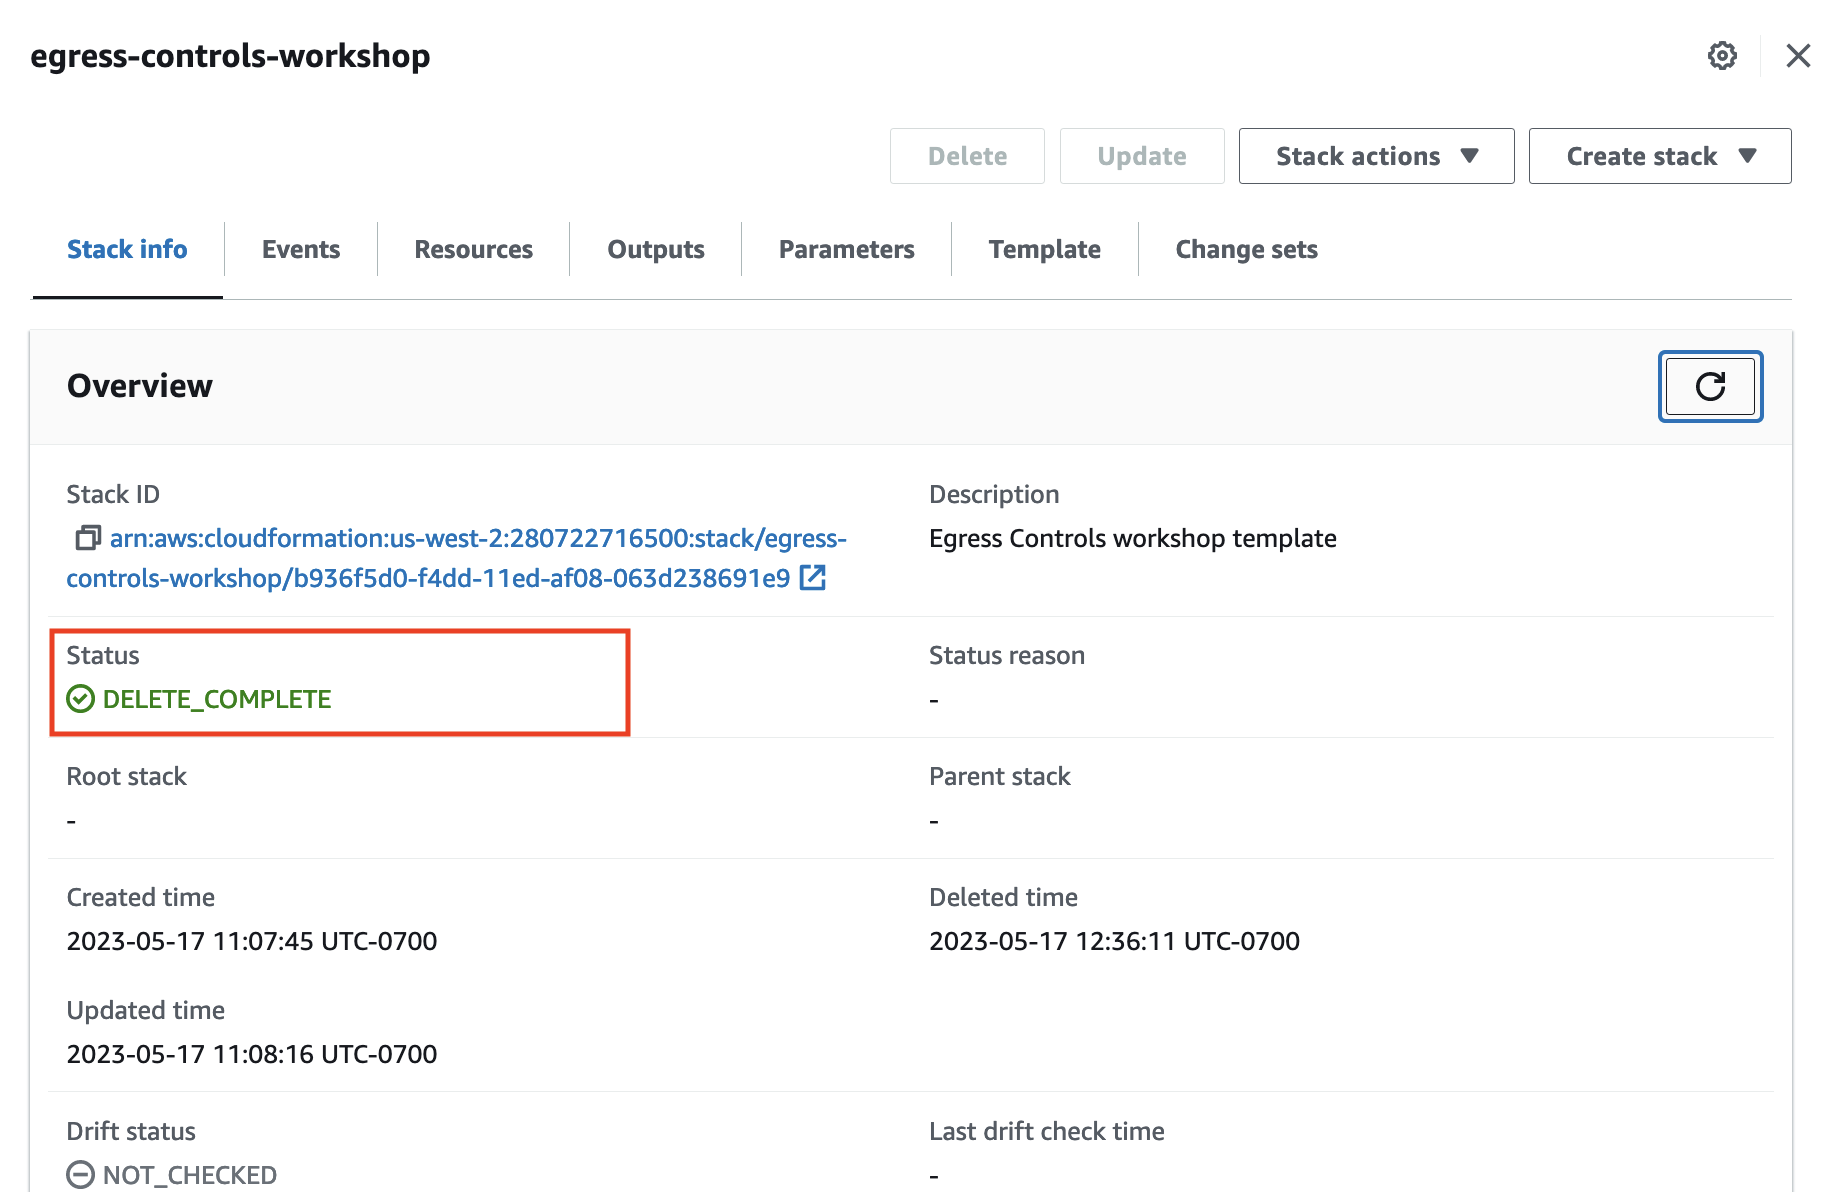 egress-controls-workshop
Delete
Update
Stack actions
Create stack
Stack info
Events
Resources
Outputs
Parameters
Template
Change sets
Overview
Stack ID
arn:aws:cloudformation:us-west-2:280722716500:stack/egress-
controls-workshop/b936f5d0-f4dd-11ed-af08-063d238691e9
Description
Egress Controls workshop template
Status
DELETE_COMPLETE
Status reason
-
Root stack
-
Parent stack
-
Created time
2023-05-17 11:07:45 UTC-0700
Deleted time
2023-05-17 12:36:11 UTC-0700
Updated time
2023-05-17 11:08:16 UTC-0700
Drift status
NOT_CHECKED
Last drift check time
-